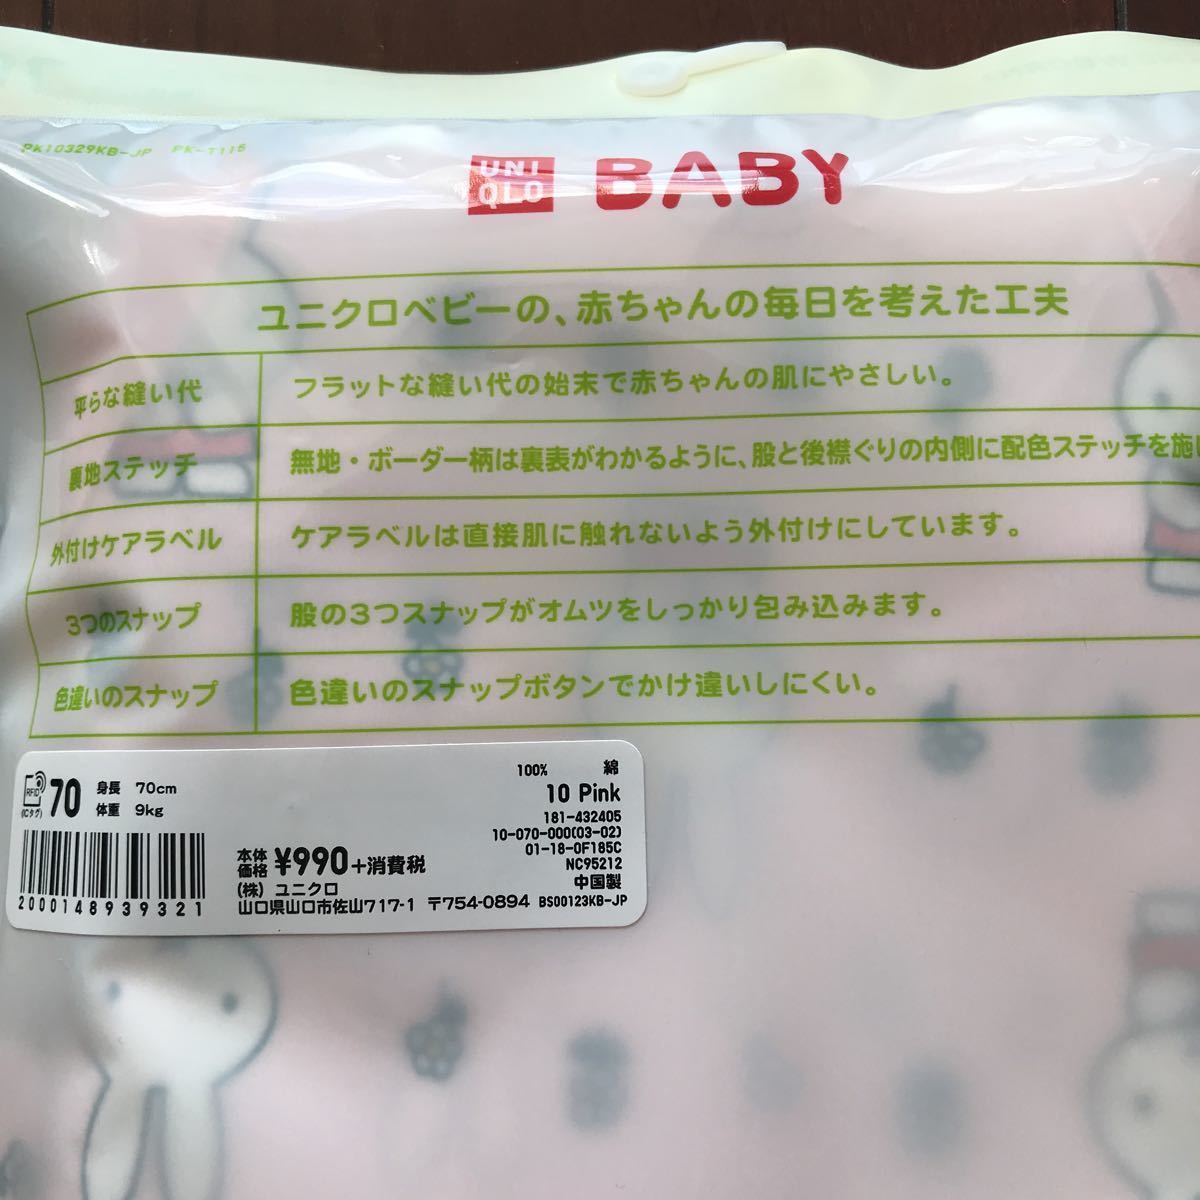 PK10329KB-JP PK-T115
UNI
QLO
BABY
ユニクロベビーの、赤ちゃんの毎日を考えた工夫
平らな縫い代 フラットな縫い代の始末で赤ちゃんの肌にやさしい。
裏地ステッチ 無地・ボーダー柄は裏表がわかるように、股と後襟ぐりの内側に配色ステッチを施
外付けケアラベル ケアラベルは直接肌に触れないよう外付けにしています。
3つのスナップ 股の3つスナップがオムツをしっかり包み込みます。
色違いのスナップ 色違いのスナップボタンでかけ違いしにくい。
RFID
(ICタグ)
70
身長 70cm
体重 9kg
100% 綿
10 Pink
181-432405
10-070-000(03-02)
01-18-0F185C
NC95212
中国製
2000148939321
本体
価格 ¥990+消費税
(株) ユニクロ
山口県山口市佐山717-1 〒754-0894 BS00123KB-JP